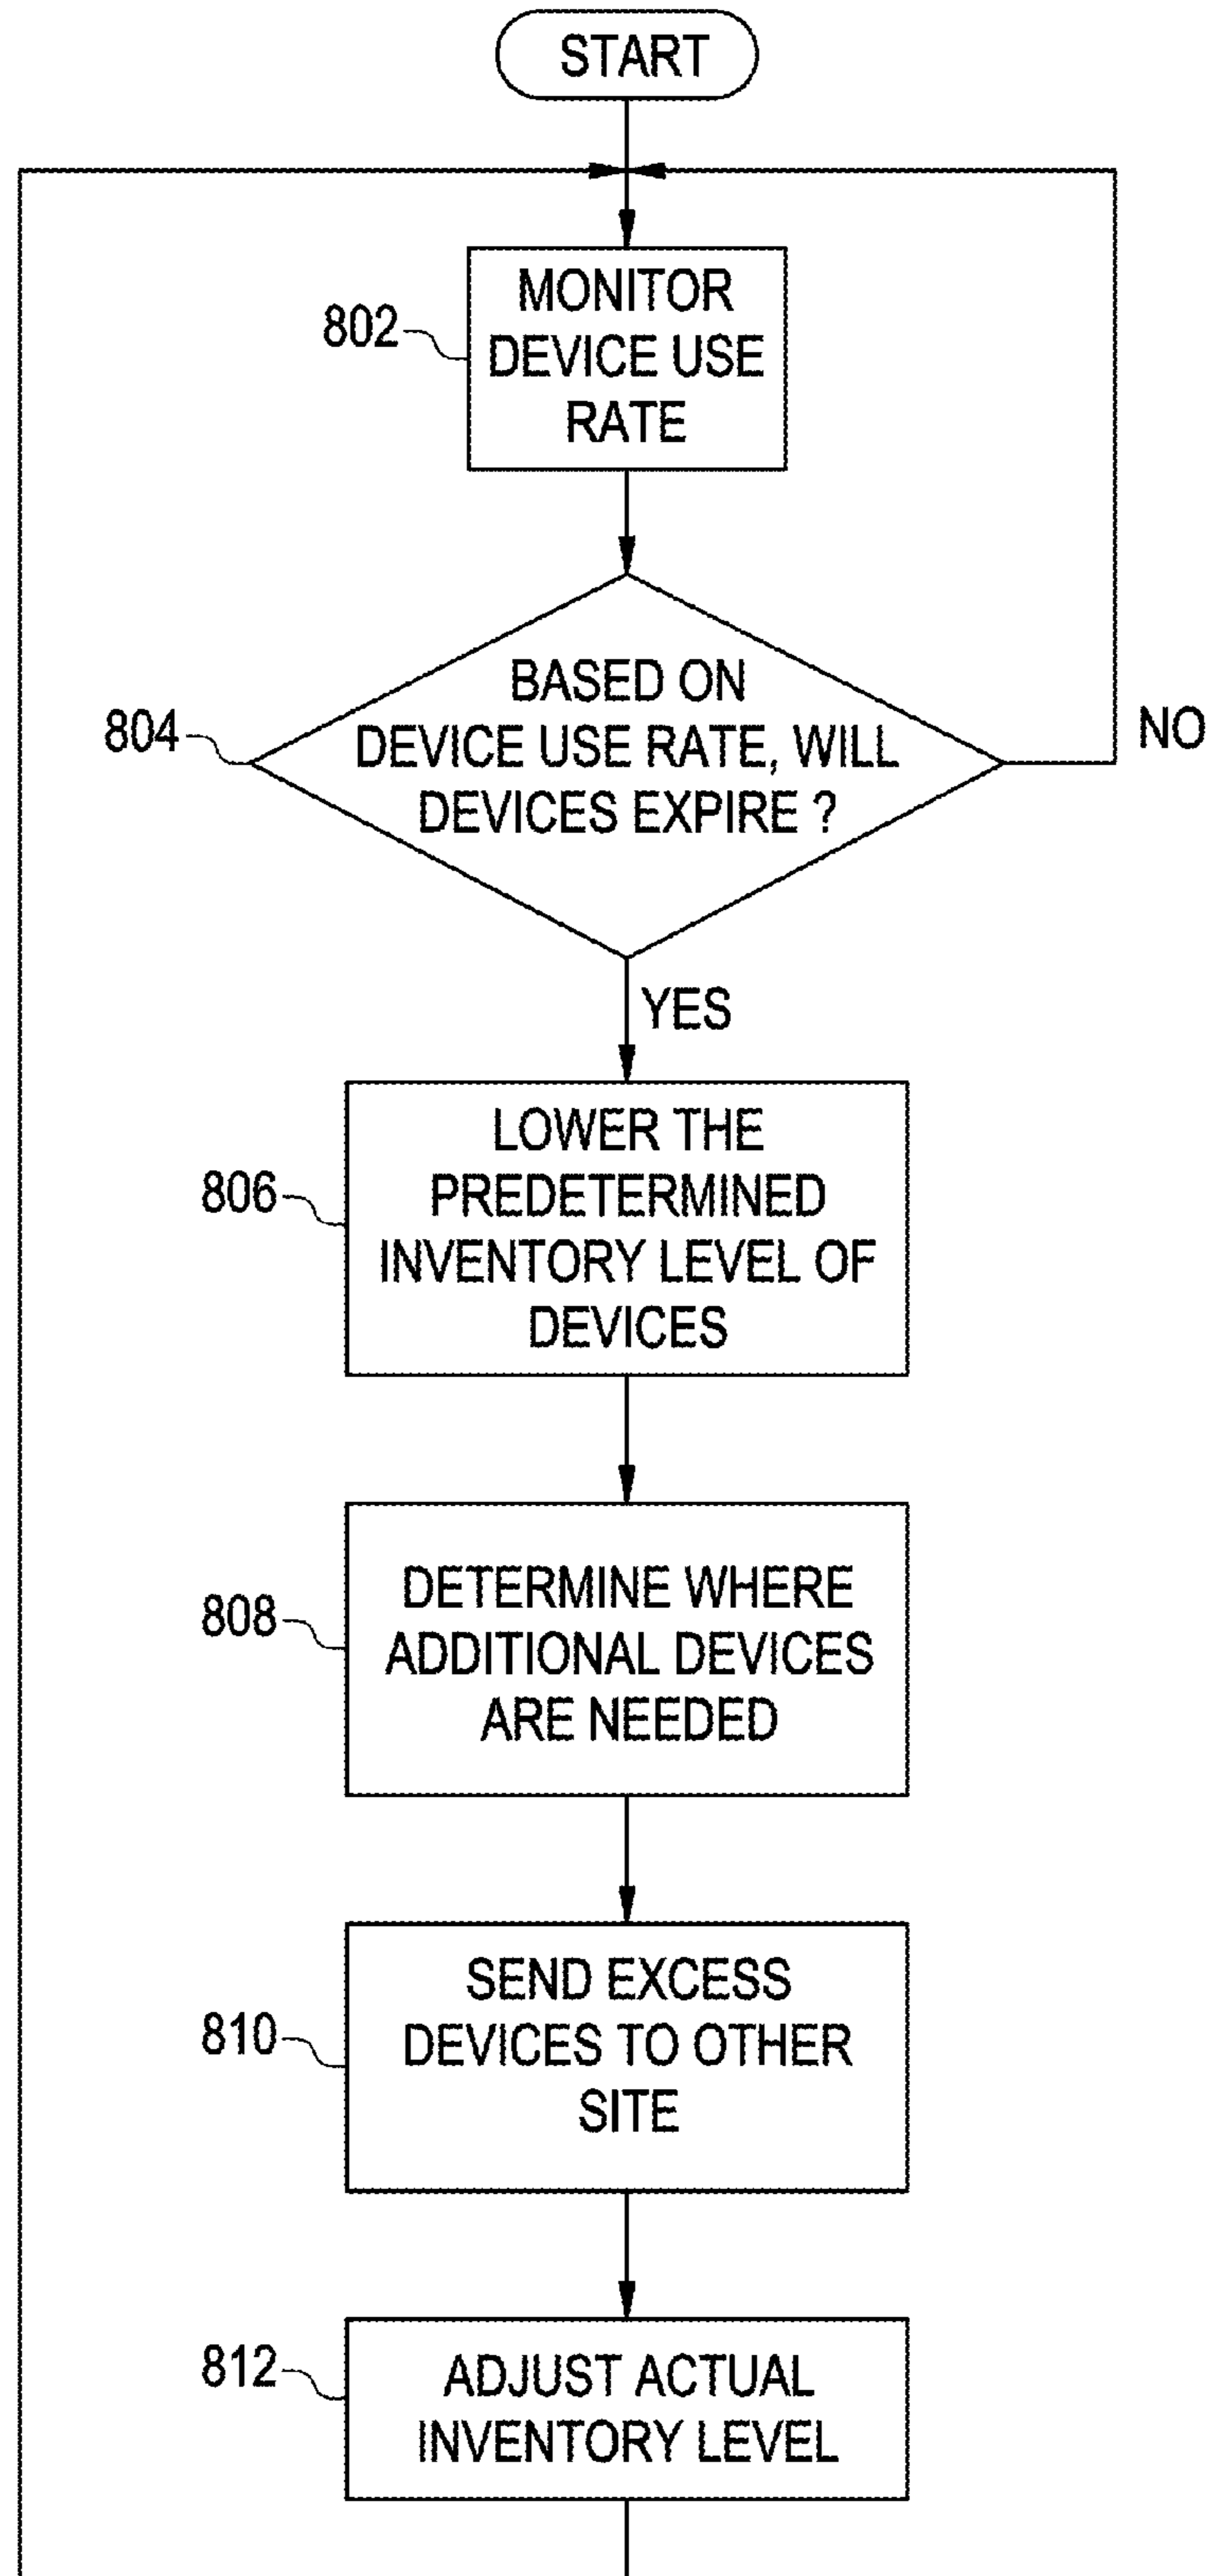 START
802
MONITOR
DEVICE USE
RATE
804
BASED ON
DEVICE USE RATE, WILL
DEVICES EXPIRE ?
NO
YES
806
LOWER THE
PREDETERMINED
INVENTORY LEVEL OF
DEVICES
808
DETERMINE WHERE
ADDITIONAL DEVICES
ARE NEEDED
810
SEND EXCESS
DEVICES TO OTHER
SITE
812
ADJUST ACTUAL
INVENTORY LEVEL